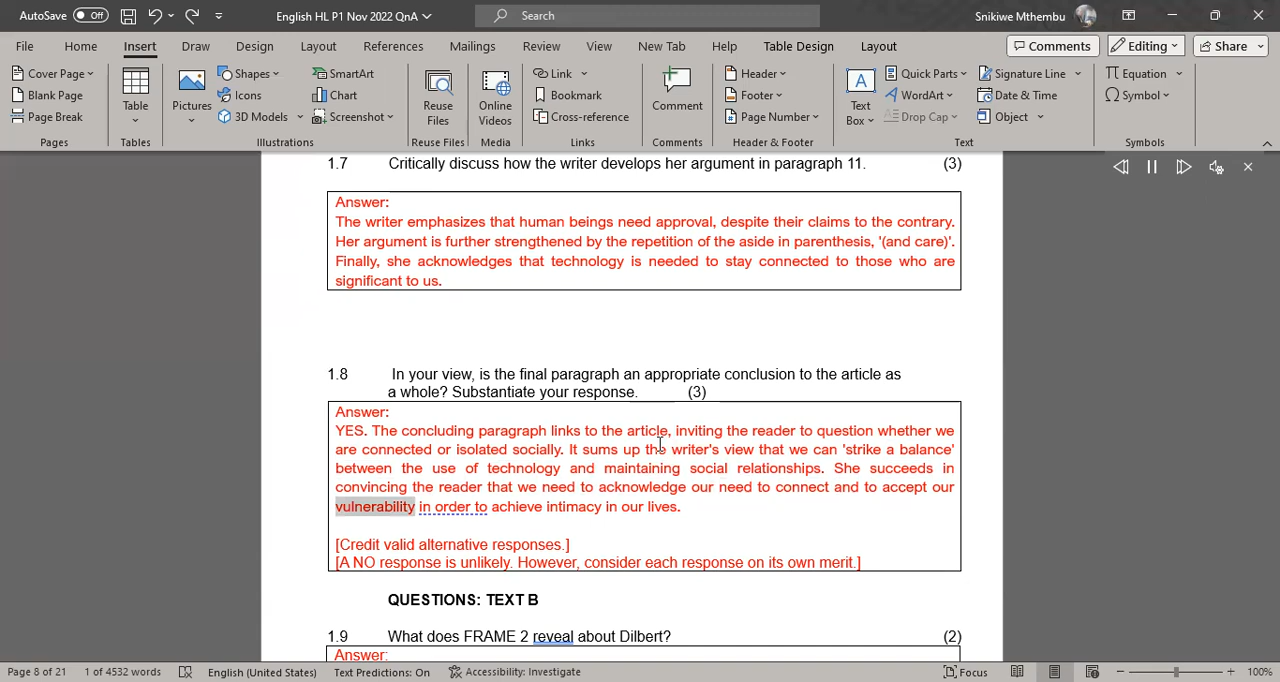 AutoSave Off English HL P1 Nov 2022 QnA Search Snikiwe Mthembu
File Home Insert Draw Design Layout References Mailings Review View New Tab Help Table Design Layout Comments Editing Share
Cover Page
Blank Page
Page Break
Pages
Table
Tables
Pictures
Shapes
Icons
3D Models
SmartArt
Chart
Screenshot
Illustrations
Reuse
Files
Reuse Files
Online
Videos
Media
Link
Bookmark
Cross-reference
Links
Comment
Comments
Header
Footer
Page Number
Header & Footer
Text
Box
Quick Parts
WordArt
Drop Cap
Signature Line
Date & Time
Object
Text
Equation
Symbol
Symbols
1.7 Critically discuss how the writer develops her argument in paragraph 11. (3)
Answer:
The writer emphasizes that human beings need approval, despite their claims to the contrary.
Her argument is further strengthened by the repetition of the aside in parenthesis, '(and care)'.
Finally, she acknowledges that technology is needed to stay connected to those who are
significant to us.
1.8 In your view, is the final paragraph an appropriate conclusion to the article as
a whole? Substantiate your response. (3)
Answer:
YES. The concluding paragraph links to the article, inviting the reader to question whether we
are connected or isolated socially. It sums up the writer's view that we can 'strike a balance'
between the use of technology and maintaining social relationships. She succeeds in
convincing the reader that we need to acknowledge our need to connect and to accept our
vulnerability in order to achieve intimacy in our lives.
[Credit valid alternative responses.]
[A NO response is unlikely. However, consider each response on its own merit.]
QUESTIONS: TEXT B
1.9 What does FRAME 2 reveal about Dilbert? (2)
Answer:
Page 8 of 21 1 of 4532 words English (United States) Text Predictions: On Accessibility: Investigate Focus 100%